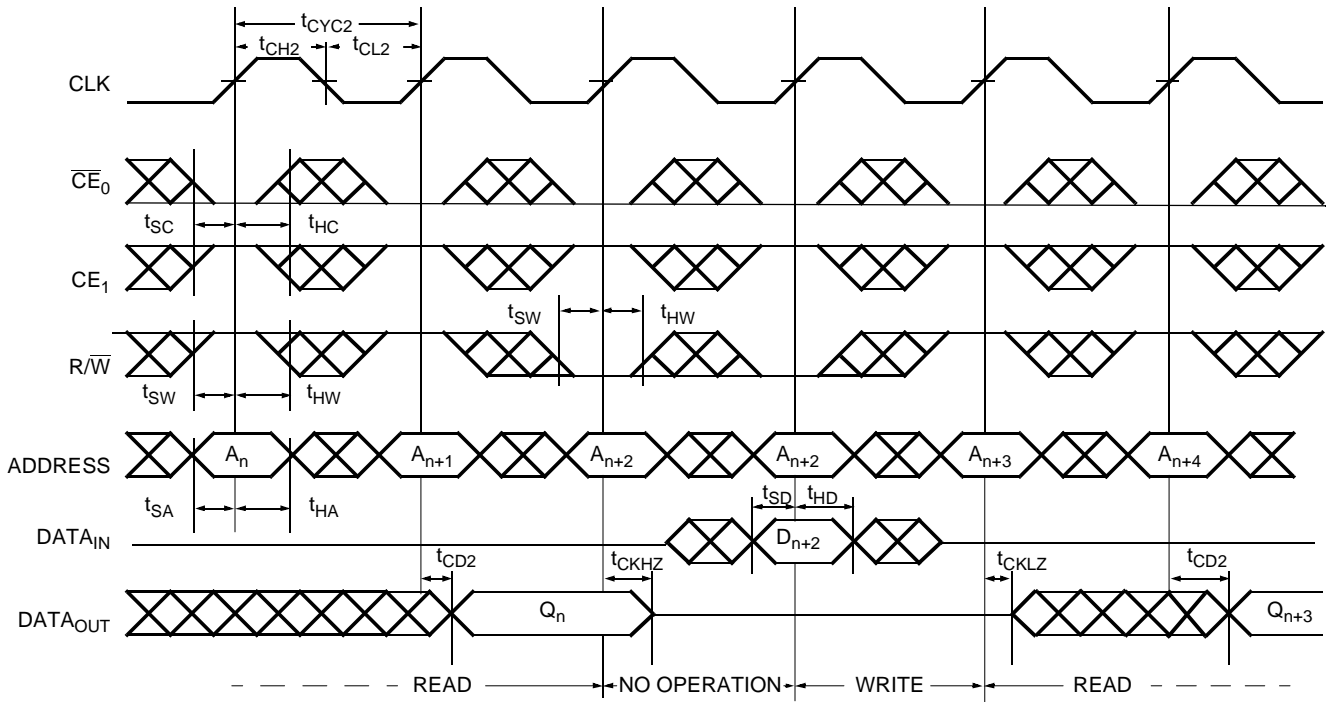 tCYC2
tCH2 tCL2
CLK
CE0
tSC tHC
CE1
tSW tHW
R/W
tSW tHW
ADDRESS An An+1 An+2 An+2 An+3 An+4
tSA tHA tSD tHD
DATAIN Dn+2
tCD2 tCKHZ tCKLZ tCD2
DATAOUT Qn Qn+3
READ NO OPERATION WRITE READ